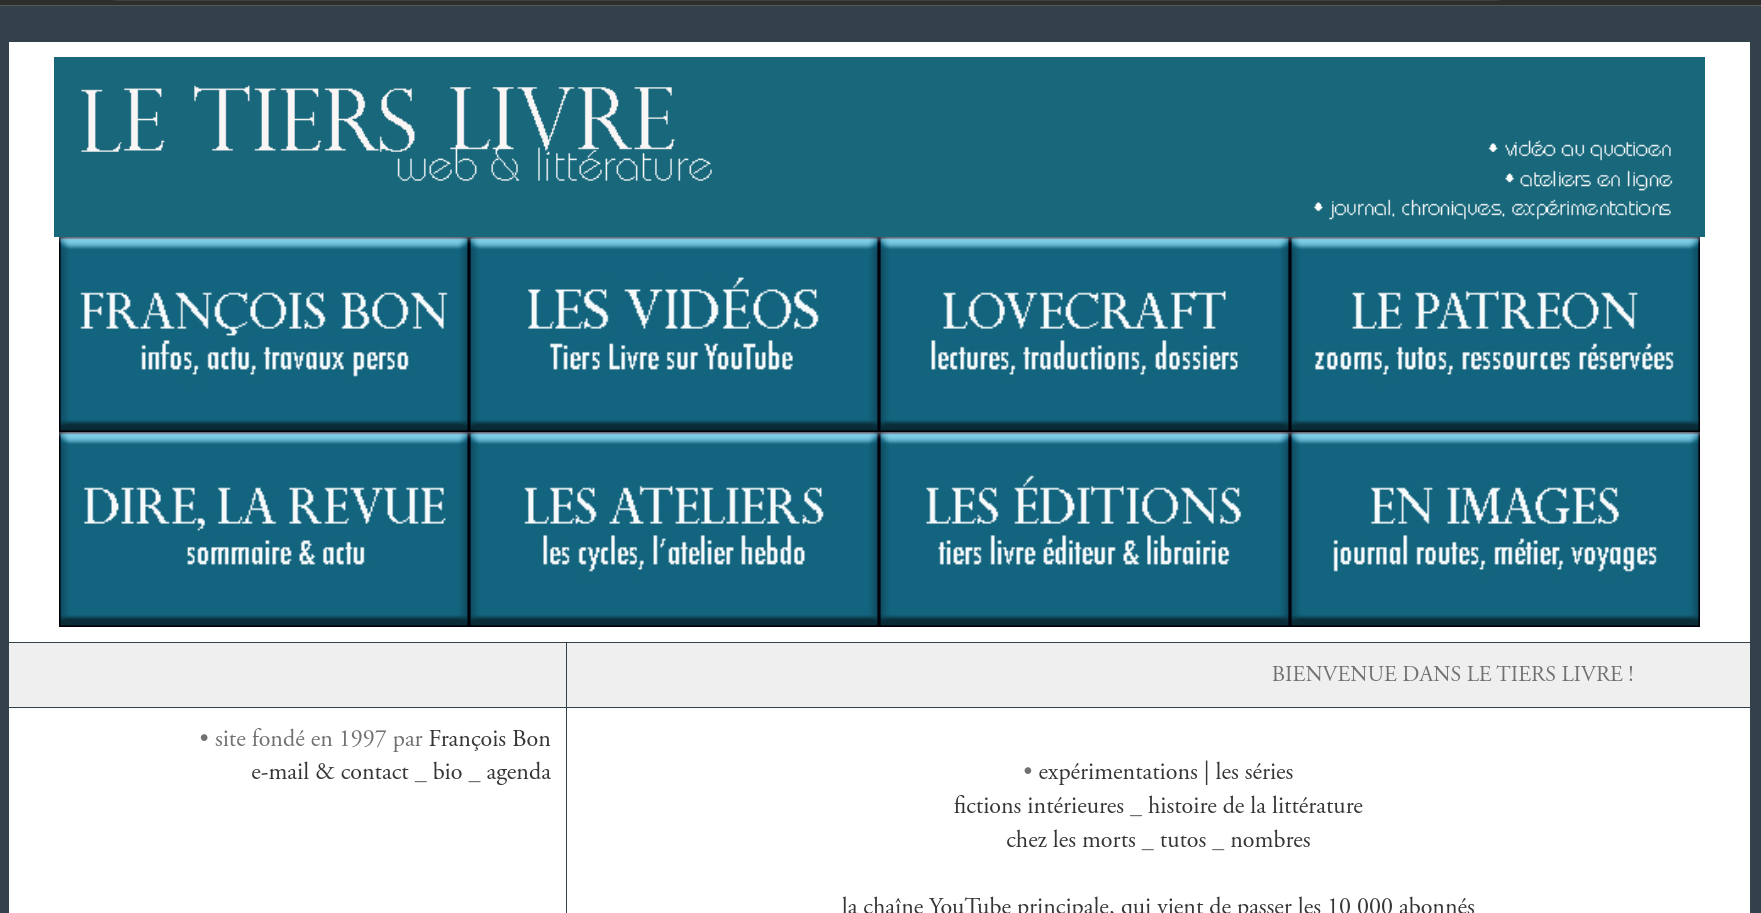 LE TIERS LIVRE
web & littérature
• vidéo au quotidien
• ateliers en ligne
• journal, chroniques, expérimentations
FRANÇOIS BON
infos, actu, travaux perso
LES VIDÉOS
Tiers Livre sur YouTube
LOVECRAFT
lectures, traductions, dossiers
LE PATREON
zooms, tutos, ressources réservées
DIRE, LA REVUE
sommaire & actu
LES ATELIERS
les cycles, l'atelier hebdo
LES ÉDITIONS
tiers livre éditeur & librairie
EN IMAGES
journal routes, métier, voyages
BIENVENUE DANS LE TIERS LIVRE !
• site fondé en 1997 par François Bon
e-mail & contact _ bio _ agenda
• expérimentations | les séries
fictions intérieures _ histoire de la littérature
chez les morts _ tutos _ nombres
la chaîne YouTube principale, qui vient de passer les 10 000 abonnés